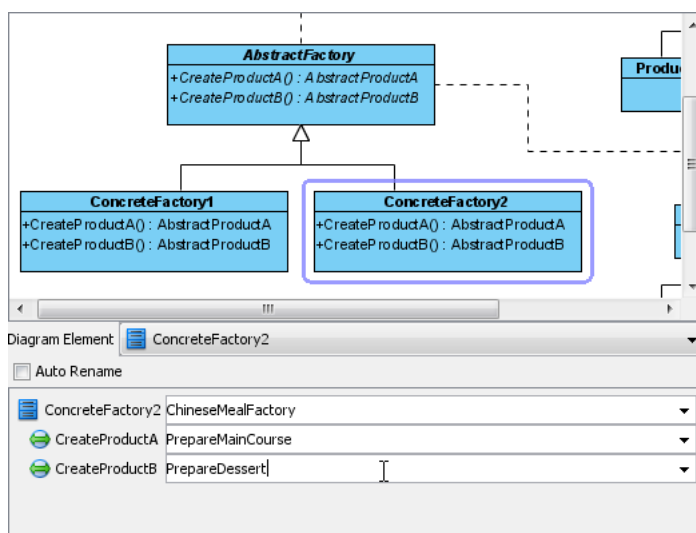 AbstractFactory
+CreateProductA() : AbstractProductA
+CreateProductB() : AbstractProductB
ConcreteFactory1
+CreateProductA() : AbstractProductA
+CreateProductB() : AbstractProductB
ConcreteFactory2
+CreateProductA() : AbstractProductA
+CreateProductB() : AbstractProductB
Produc
Diagram Element ConcreteFactory2
Auto Rename
ConcreteFactory2 ChineseMealFactory
CreateProductA PrepareMainCourse
CreateProductB PrepareDessert